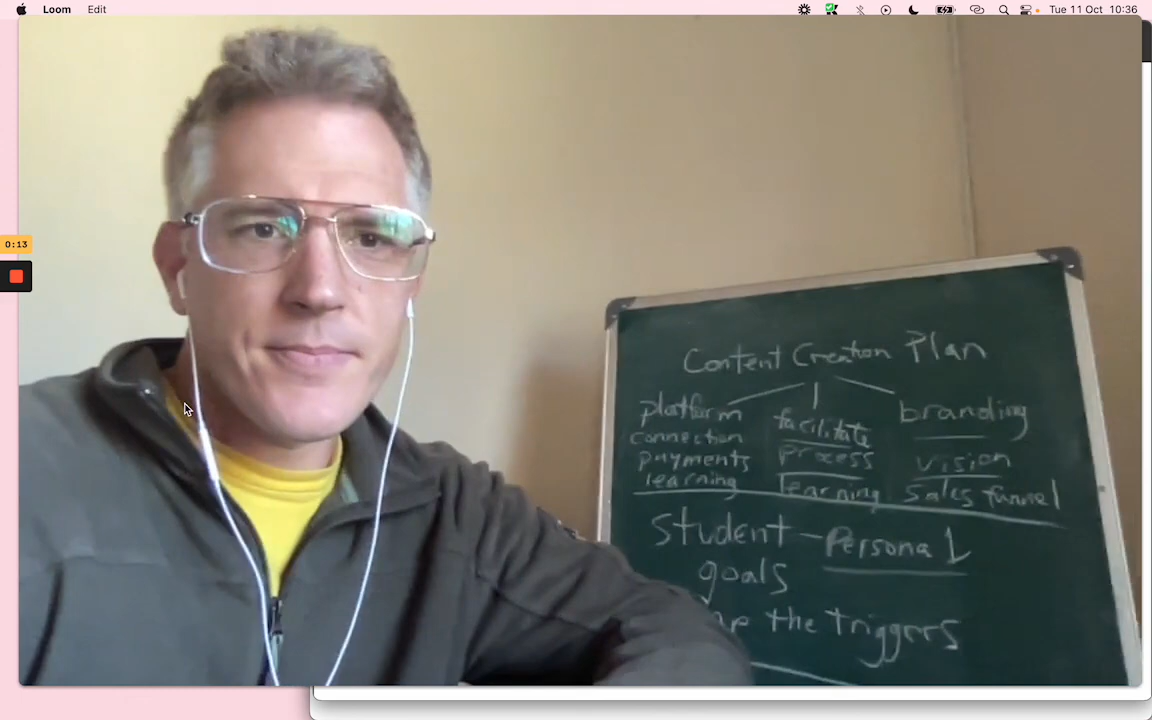 Loom Edit Tue 11 Oct 10:36
0:13
Content Creation Plan
platform facilitate branding
connection process vision
payments learning sales funnel
learning
Student - Persona 1
goals
the triggers